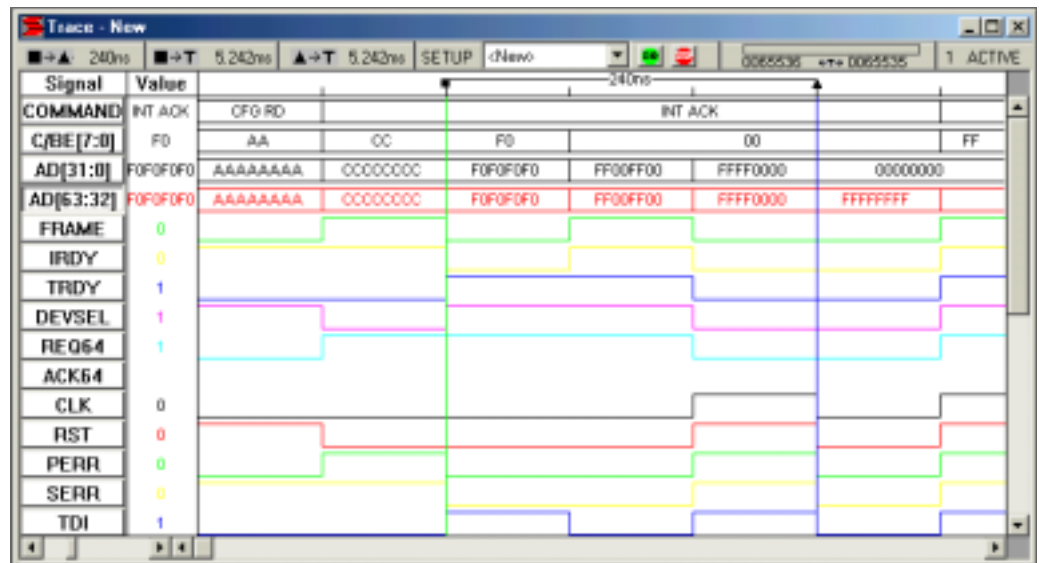 Trace - New
240ns 5.242ms 5.242ms SETUP <New> 0065536 0065535 1 ACTIVE
Signal Value 240ns
COMMAND INT ACK CFG RD INT ACK
C/BE[7:0] F0 AA CC F0 00 FF
AD[31:0] F0F0F0F0 AAAAAAAA CCCCCCCC F0F0F0F0 FF00FF00 FFFF0000 00000000
AD[63:32] F0F0F0F0 AAAAAAAA CCCCCCCC F0F0F0F0 FF00FF00 FFFF0000 FFFFFFFF
FRAME 0
IRDY 0
TRDY 1
DEVSEL 1
REQ64 1
ACK64
CLK 0
RST 0
PERR 0
SERR 0
TDI 1